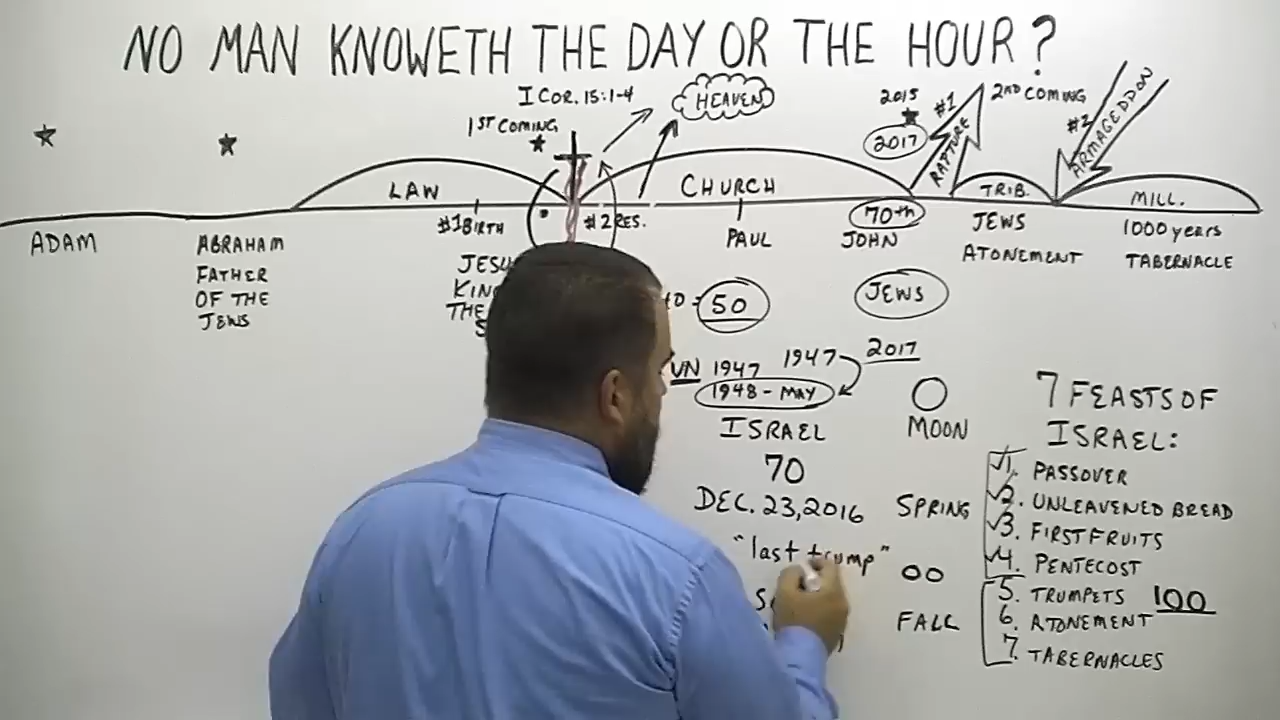 NO MAN KNOWETH THE DAY OR THE HOUR?
I COR. 15:1-4
HEAVEN
1ST COMING
2015
2017
#1
RAPTURE
2ND COMING
#2
ARMAGEDDON
LAW
CHURCH
TRIB.
MILL.
#1 BIRTH
#2 RES.
70th
ADAM
ABRAHAM
FATHER
OF THE
JEWS
PAUL
JOHN
JEWS
ATONEMENT
1000 years
TABERNACLE
THE
50
JEWS
UN 1947
1947
2017
1948 - MAY
ISRAEL
MOON
70
DEC. 23, 2016
SPRING
"last trump"
FALL
7 FEASTS OF
ISRAEL:
1. PASSOVER
2. UNLEAVENED BREAD
3. FIRSTFRUITS
4. PENTECOST
5. TRUMPETS 100
6. ATONEMENT
7. TABERNACLES